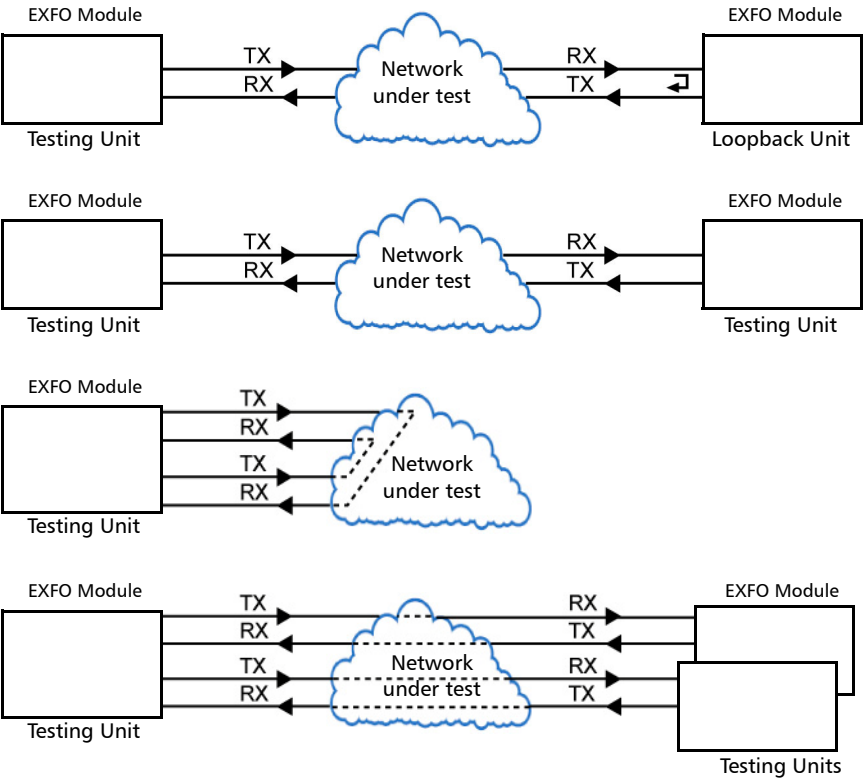 EXFO Module
EXFO Module
TX
RX
RX
TX
Network
under test
Testing Unit
Loopback Unit
EXFO Module
EXFO Module
TX
RX
RX
TX
Network
under test
Testing Unit
Testing Unit
EXFO Module
TX
RX
TX
RX
Network
under test
Testing Unit
EXFO Module
EXFO Module
TX
RX
RX
TX
TX
RX
RX
TX
Network
under test
Testing Unit
Testing Units